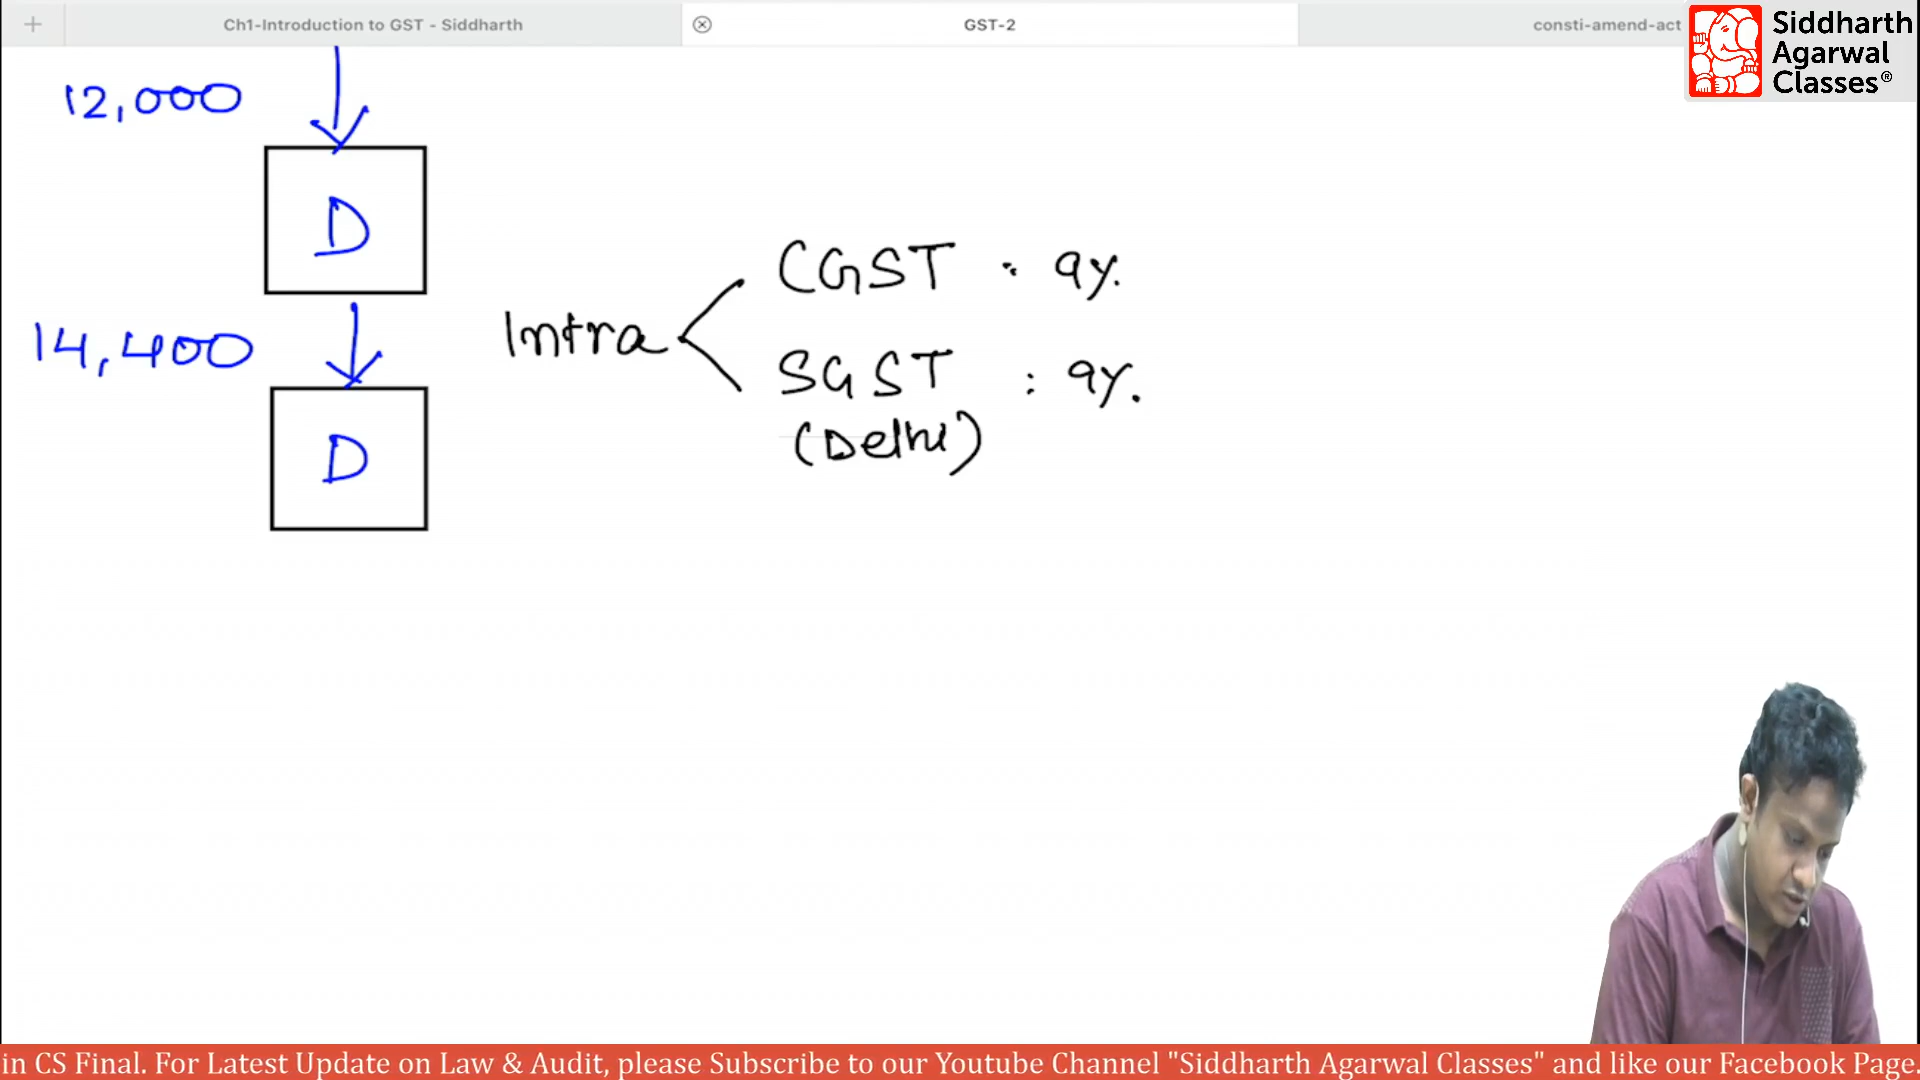 Ch1-Introduction to GST - Siddharth
GST-2
consti-amend-act
Siddharth
Agarwal
Classes®
12,000
D
14,400
D
Intra
CGST : 9%.
SGST : 9%.
(Delhi)
in CS Final. For Latest Update on Law & Audit, please Subscribe to our Youtube Channel "Siddharth Agarwal Classes" and like our Facebook Page.